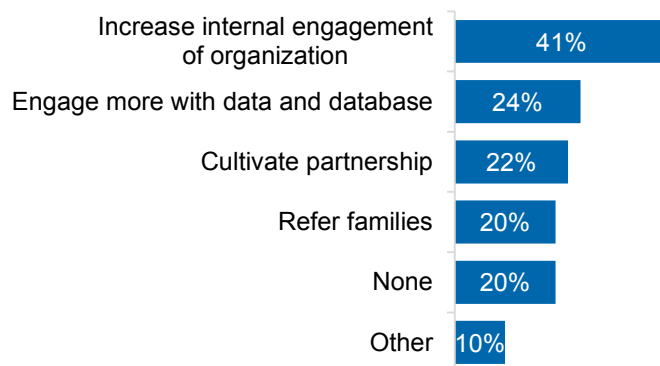 Increase internal engagement
of organization
41%
Engage more with data and database
24%
Cultivate partnership
22%
Refer families
20%
None
20%
Other
10%